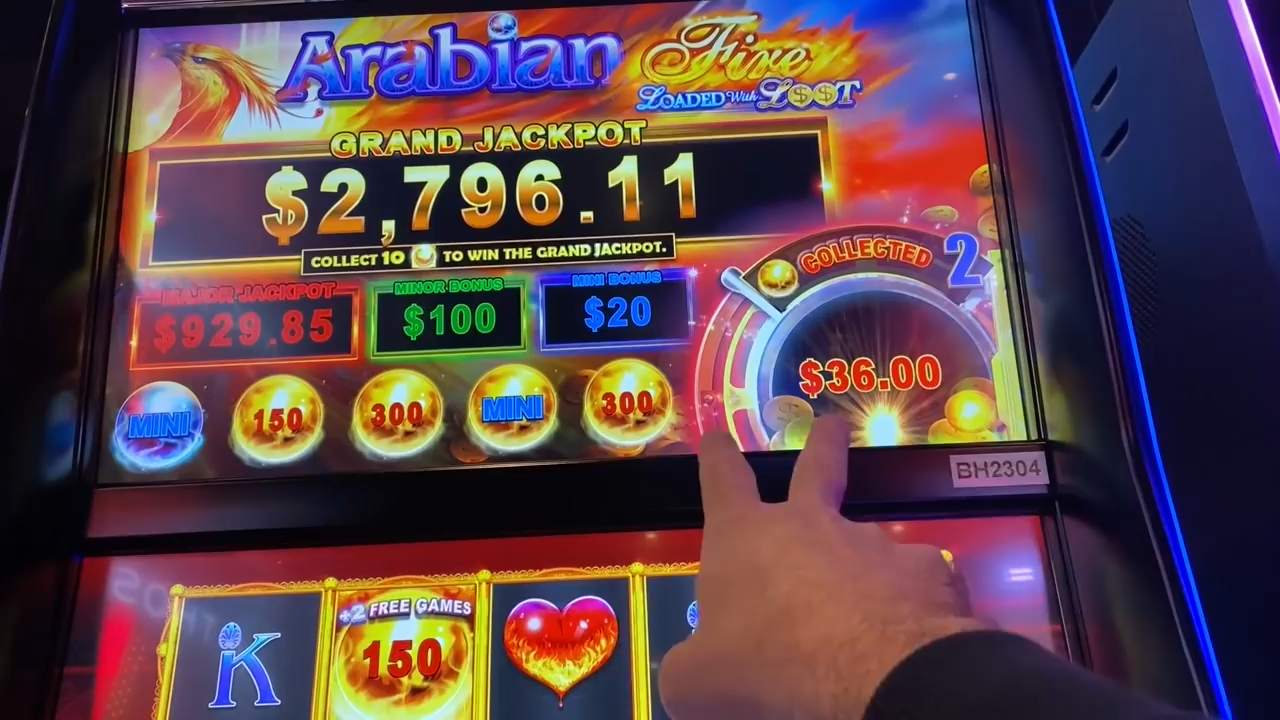 Arabian Fire
LOADED With L$$T
GRAND JACKPOT
$2,796.11
COLLECT 10 TO WIN THE GRAND JACKPOT.
COLLECTED 2
MAJOR JACKPOT
$929.85
MINOR BONUS
$100
MINI BONUS
$20
$36.00
MINI
150
300
MINI
300
BH2304
+2 FREE GAMES
150
K